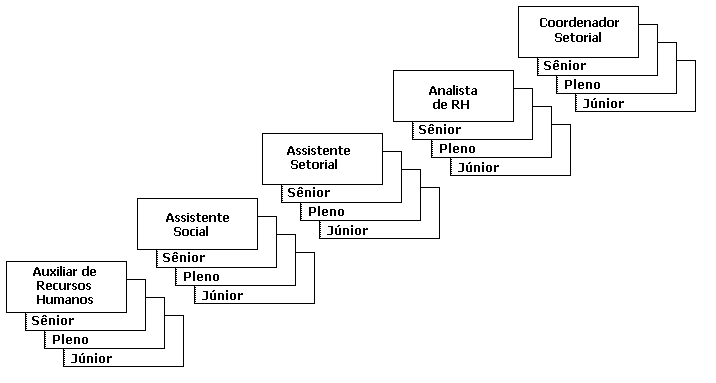 Coordenador
Setorial
Sênior
Pleno
Júnior
Analista
de RH
Sênior
Pleno
Júnior
Assistente
Setorial
Sênior
Pleno
Júnior
Assistente
Social
Sênior
Pleno
Júnior
Auxiliar de
Recursos
Humanos
Sênior
Pleno
Júnior